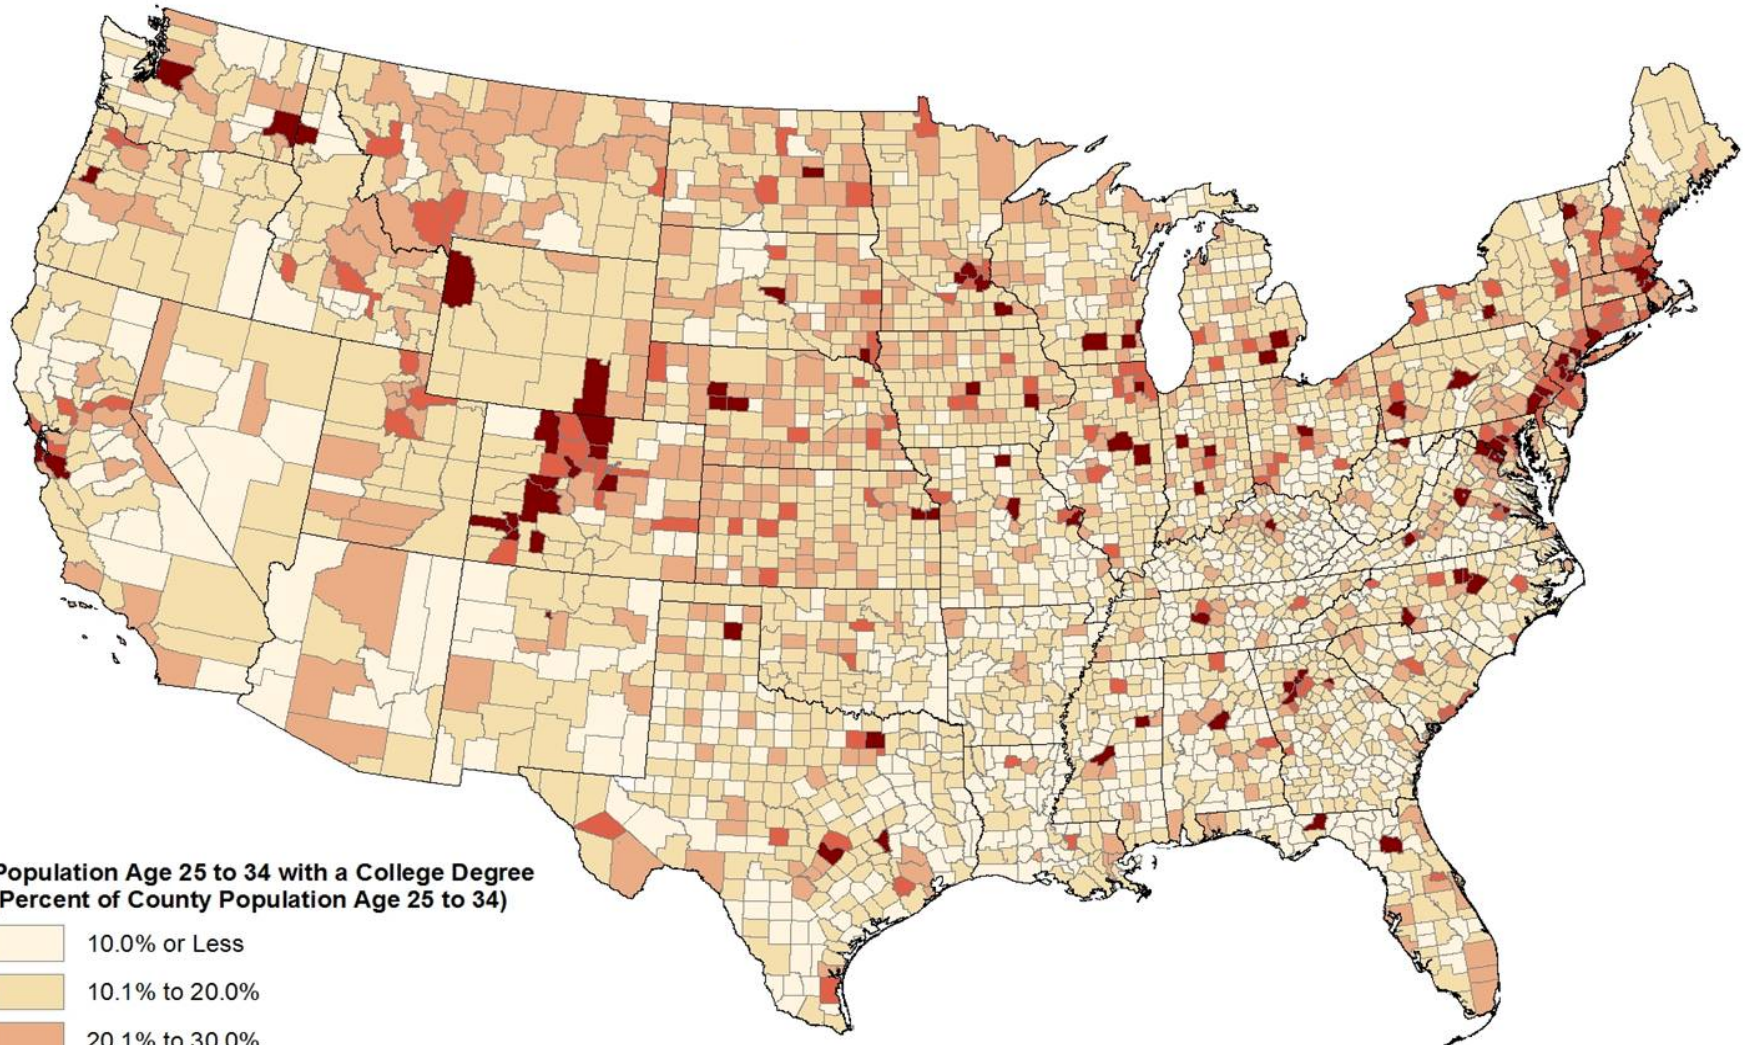 Population Age 25 to 34 with a College Degree
Percent of County Population Age 25 to 34)
10.0% or Less
10.1% to 20.0%
20.1% to 30.0%